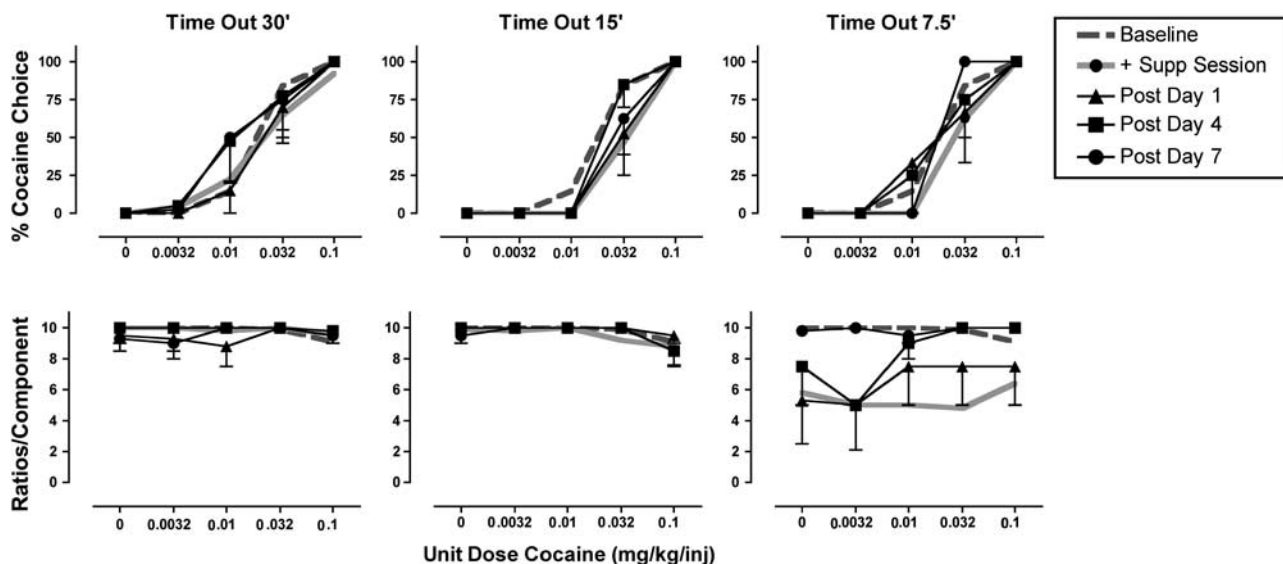 Time Out 30' Time Out 15' Time Out 7.5'
% Cocaine Choice
100
75
50
25
0
0 0.0032 0.01 0.032 0.1
100
75
50
25
0
0 0.0032 0.01 0.032 0.1
100
75
50
25
0
0 0.0032 0.01 0.032 0.1
Baseline
+ Supp Session
Post Day 1
Post Day 4
Post Day 7
Ratios/Component
10
8
6
4
2
0
0 0.0032 0.01 0.032 0.1
10
8
6
4
2
0
0 0.0032 0.01 0.032 0.1
10
8
6
4
2
0
0 0.0032 0.01 0.032 0.1
Unit Dose Cocaine (mg/kg/inj)